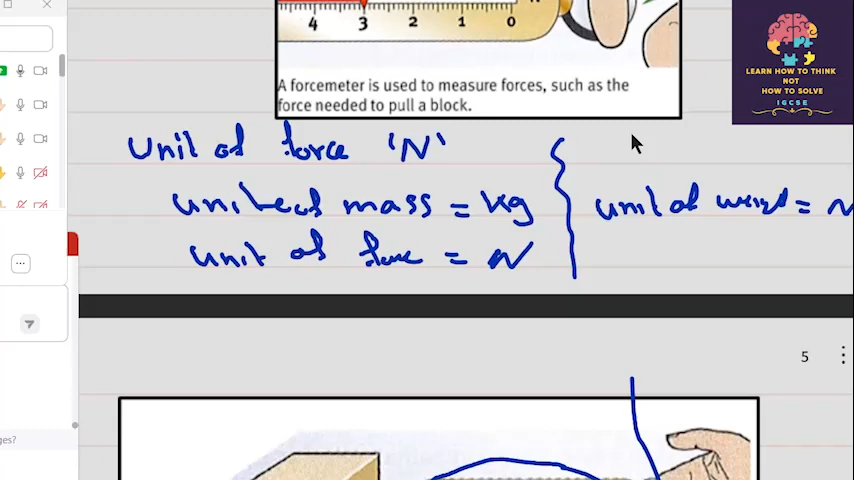 4 3 2 1 0
LEARN HOW TO THINK
NOT
HOW TO SOLVE
IGCSE
A forcemeter is used to measure forces, such as the
force needed to pull a block.
Unit of force 'N'
unit of mass = kg
unit of force = N
unit of weight = N
5
ges?